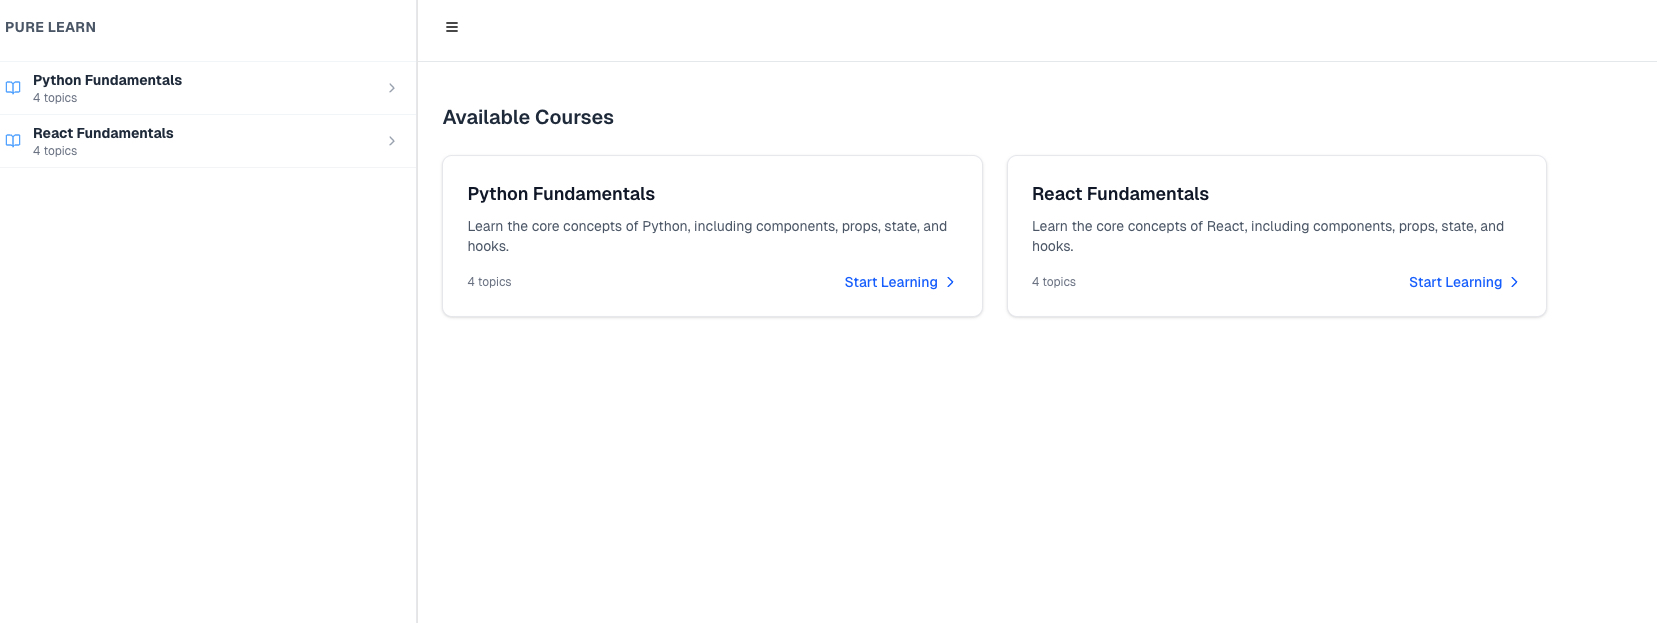 PURE LEARN
Python Fundamentals
4 topics
React Fundamentals
4 topics
Available Courses
Python Fundamentals
Learn the core concepts of Python, including components, props, state, and
hooks.
4 topics
Start Learning
React Fundamentals
Learn the core concepts of React, including components, props, state, and
hooks.
4 topics
Start Learning